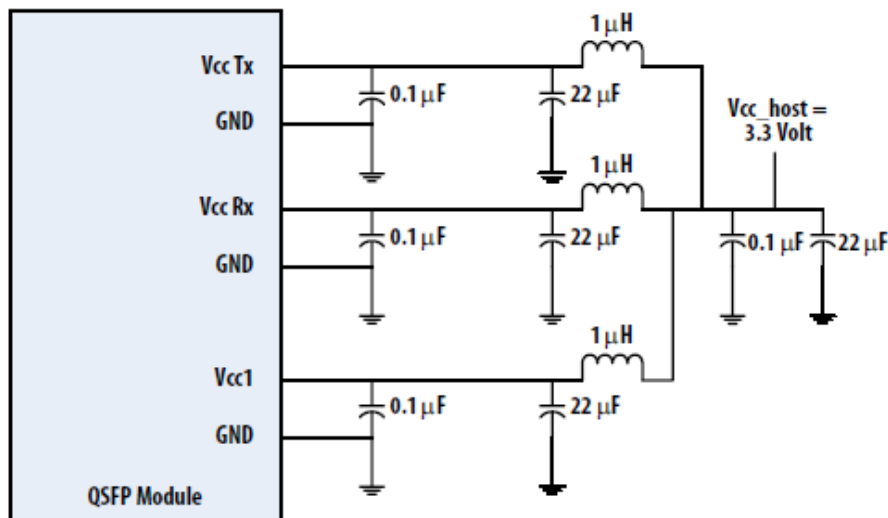 1 μH
Vcc Tx
0.1 μF
22 μF
GND
Vcc_host =
3.3 Volt
1 μH
Vcc Rx
0.1 μF
22 μF
0.1 μF
22 μF
GND
1 μH
Vcc1
0.1 μF
22 μF
GND
QSFP Module